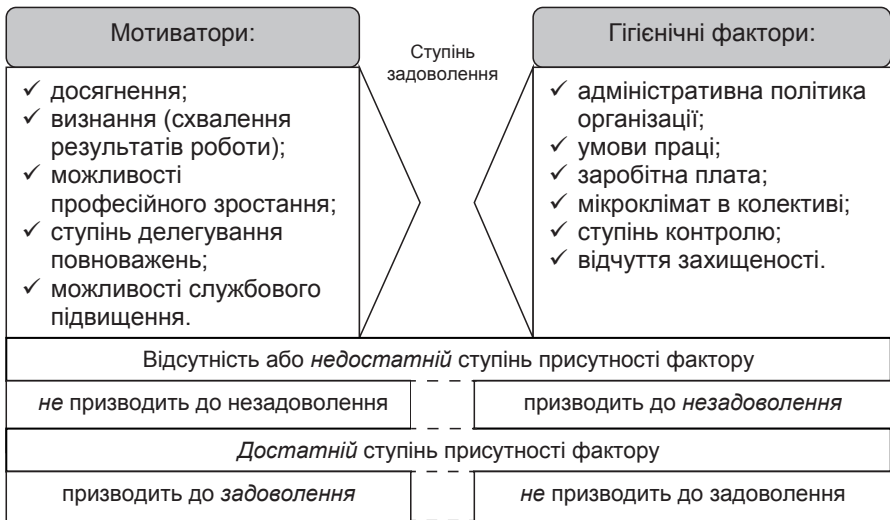 Мотиватори:
✓ досягнення;
✓ визнання (схвалення
результатів роботи);
✓ можливості
професійного зростання;
✓ ступінь делегування
повноважень;
✓ можливості службового
підвищення.
Ступінь
задоволення
Гігієнічні фактори:
✓ адміністративна політика
організації;
✓ умови праці;
✓ заробітна плата;
✓ мікроклімат в колективі;
✓ ступінь контролю;
✓ відчуття захищеності.
Відсутність або недостатній ступінь присутності фактору
не призводить до незадоволення
призводить до незадоволення
Достатній ступінь присутності фактору
призводить до задоволення
не призводить до задоволення